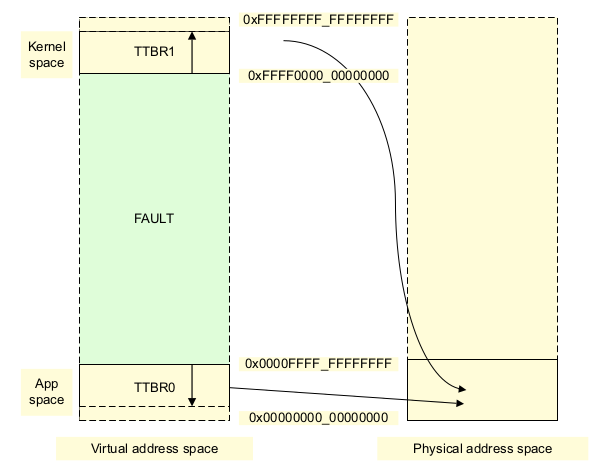 0xFFFFFFFF_FFFFFFFF
Kernel
space
TTBR1
0xFFFF0000_00000000
FAULT
0x0000FFFF_FFFFFFFF
App
space
TTBR0
0x00000000_00000000
Virtual address space
Physical address space